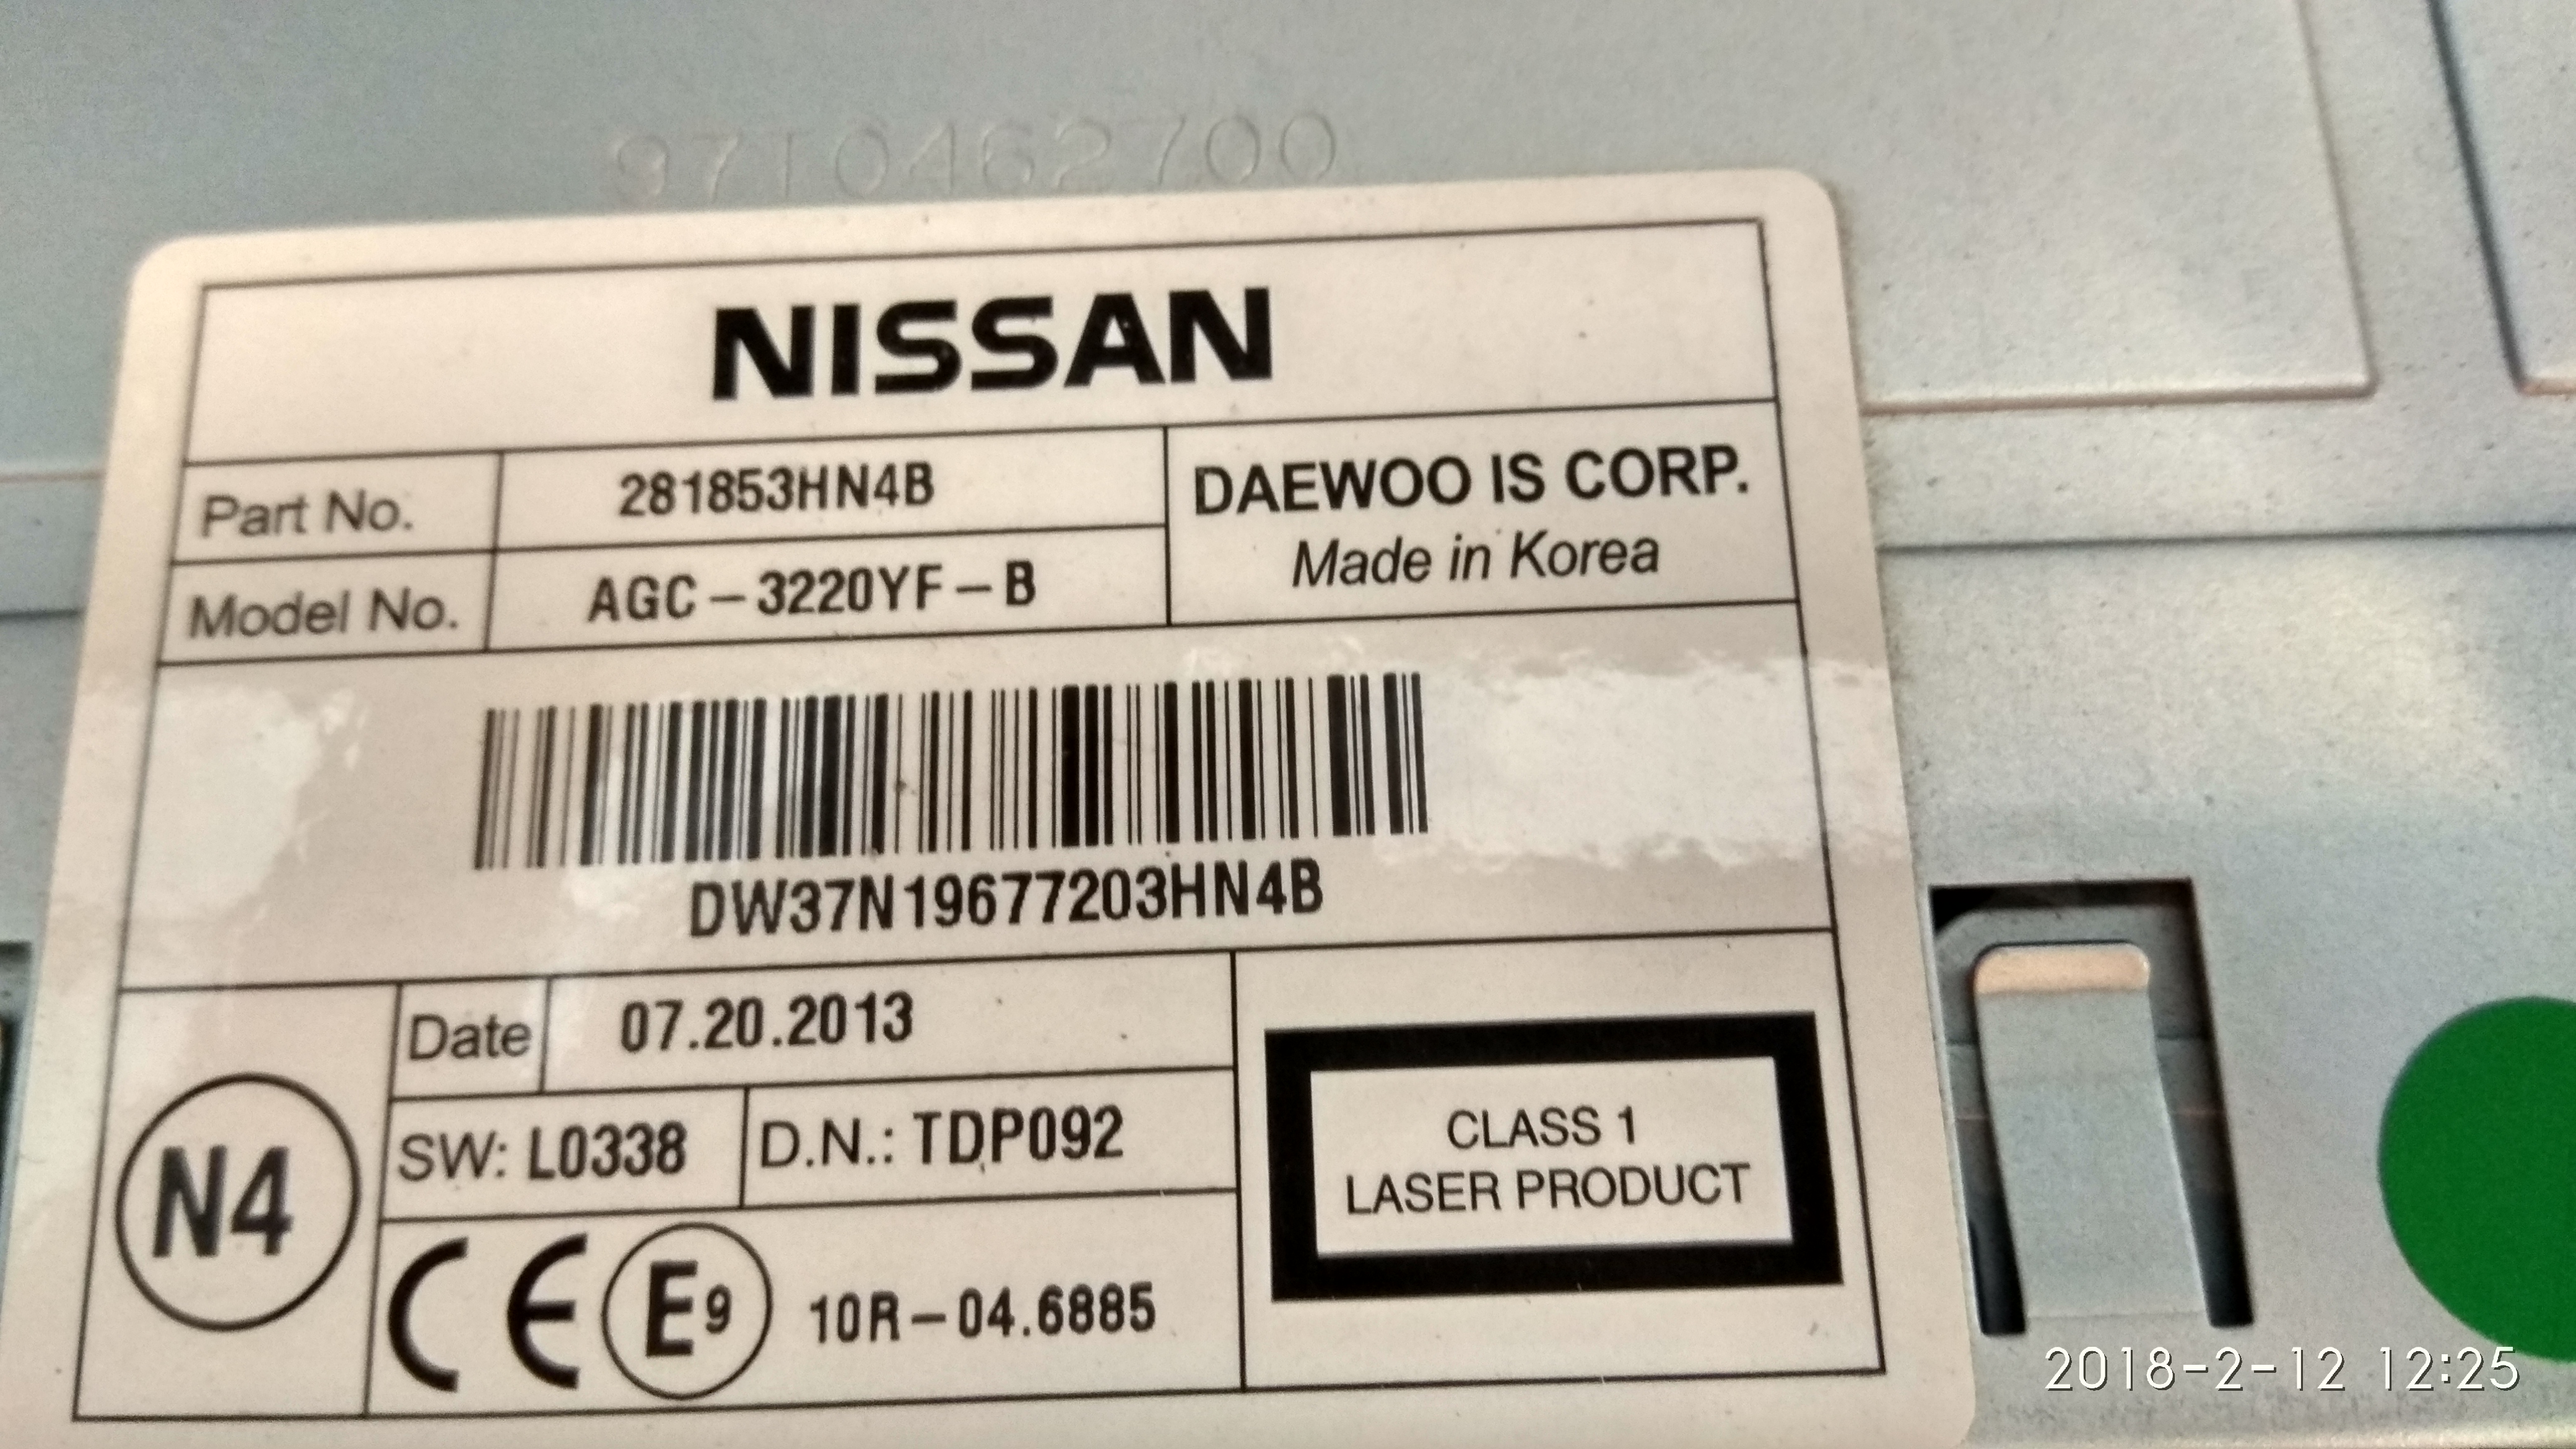 97T0462700
NISSAN
Part No. 281853HN4B
DAEWOO IS CORP.
Model No. AGC-3220YF-B
Made in Korea
DW37N19677203HN4B
N4
Date 07.20.2013
SW: L0338 D.N.: TDP092
CE E9 10R-04.6885
CLASS 1
LASER PRODUCT
2018-2-12 12:25